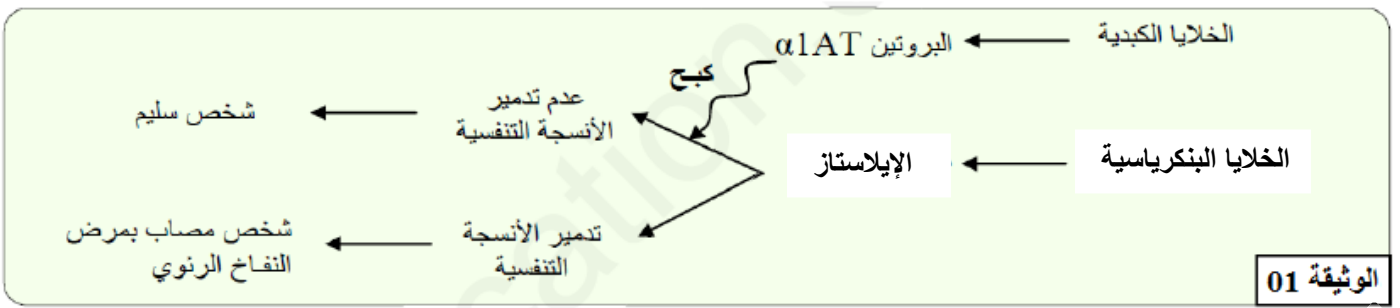 الخلايا الكبدية
البروتين α1AT
كبح
عدم تدمير
الأنسجة التنفسية
شخص سليم
الخلايا البنكرياسية
الإيلاستاز
تدمير الأنسجة
التنفسية
شخص مصاب بمرض
النفاخ الرئوي
الوثيقة 01